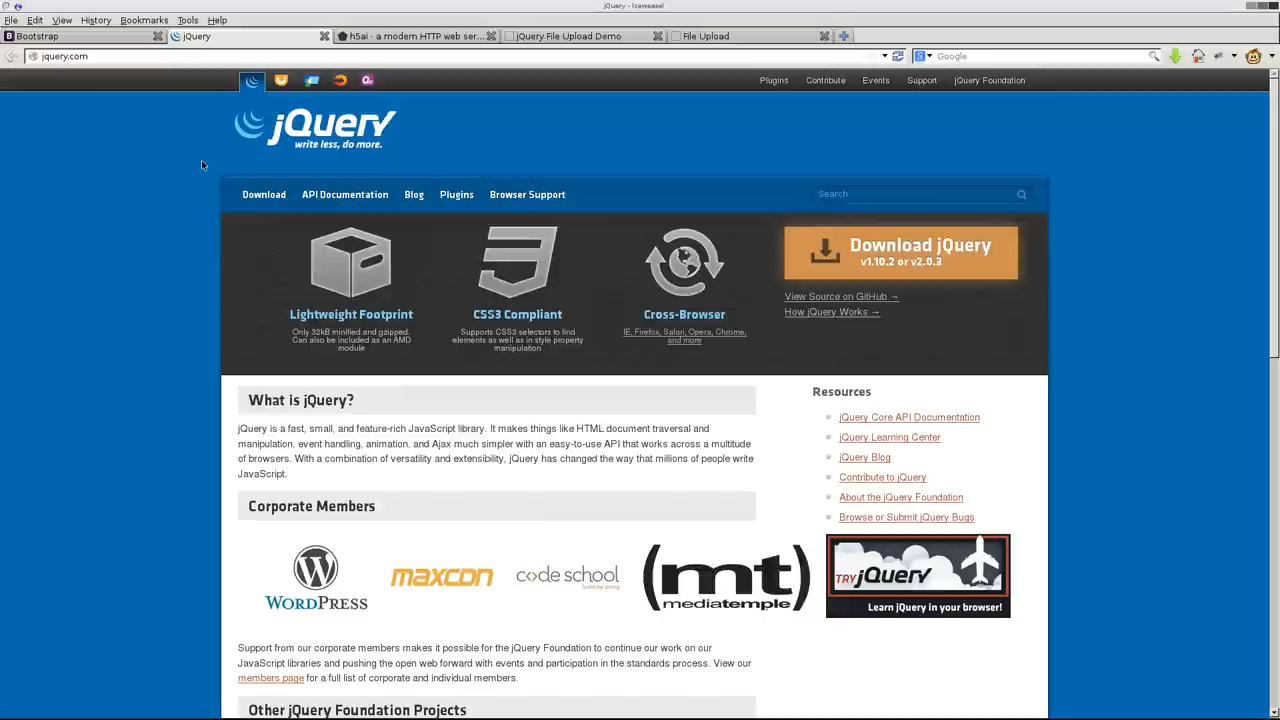 jQuery - Iceweasel
File Edit View History Bookmarks Tools Help
Bootstrap jQuery h5ai · a modern HTTP web ser... jQuery File Upload Demo File Upload
jquery.com Google
Plugins Contribute Events Support jQuery Foundation
jQuery
write less, do more.
Download API Documentation Blog Plugins Browser Support Search
Lightweight Footprint
Only 32kB minified and gzipped.
Can also be included as an AMD
module
CSS3 Compliant
Supports CSS3 selectors to find
elements as well as in style property
manipulation
Cross-Browser
IE, Firefox, Safari, Opera, Chrome,
and more
Download jQuery
v1.10.2 or v2.0.3
View Source on GitHub →
How jQuery Works →
What is jQuery?
jQuery is a fast, small, and feature-rich JavaScript library. It makes things like HTML document traversal and
manipulation, event handling, animation, and Ajax much simpler with an easy-to-use API that works across a multitude
of browsers. With a combination of versatility and extensibility, jQuery has changed the way that millions of people write
JavaScript.
Corporate Members
WORDPRESS
maxcdn
code school
(mt)
mediatemple
Support from our corporate members makes it possible for the jQuery Foundation to continue our work on our
JavaScript libraries and pushing the open web forward with events and participation in the standards process. View our
members page for a full list of corporate and individual members.
Other jQuery Foundation Projects
Resources
jQuery Core API Documentation
jQuery Learning Center
jQuery Blog
Contribute to jQuery
About the jQuery Foundation
Browse or Submit jQuery Bugs
TRY jQuery
Learn jQuery in your browser!